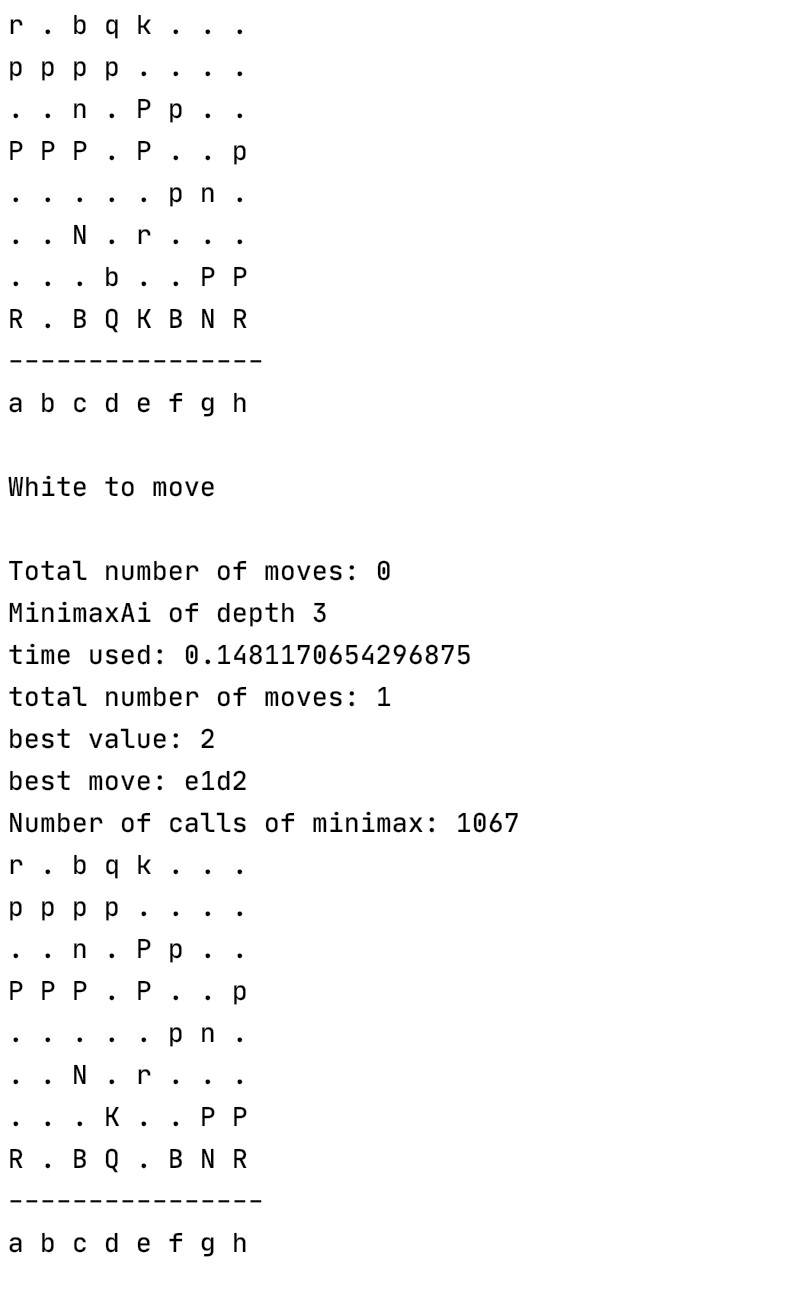 r . b q k . . .
p p p p . . . .
. . n . P p . .
P P P . P . . p
. . . . . p n .
. . N . r . . .
. . . b . . P P
R . B Q K B N R
----------------
a b c d e f g h
White to move
Total number of moves: 0
MinimaxAi of depth 3
time used: 0.1481170654296875
total number of moves: 1
best value: 2
best move: e1d2
Number of calls of minimax: 1067
r . b q k . . .
p p p p . . . .
. . n . P p . .
P P P . P . . p
. . . . . p n .
. . N . r . . .
. . . K . . P P
R . B Q . B N R
----------------
a b c d e f g h